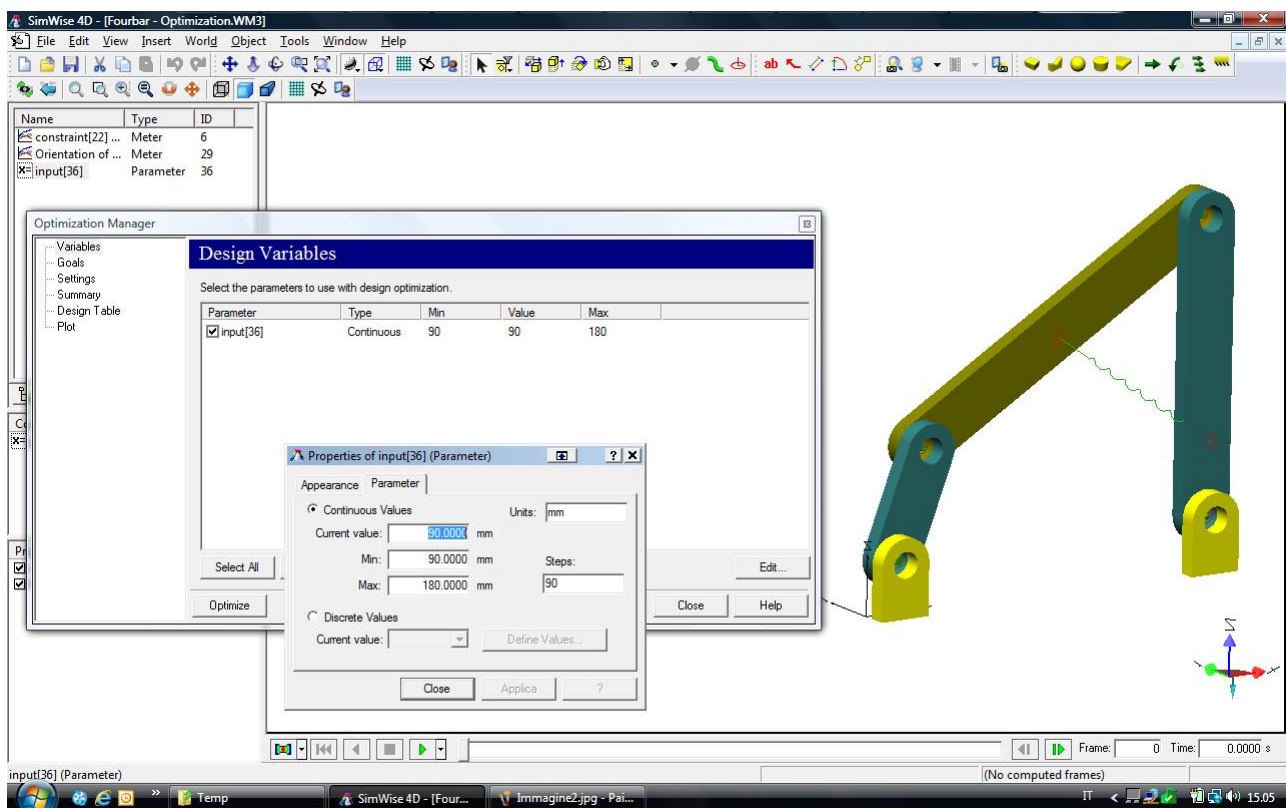 SimWise 4D - [Fourbar - Optimization.WM3]
File Edit View Insert World Object Tools Window Help
ab
Name Type ID
constraint[22] ... Meter 6
Orientation of ... Meter 29
X= input[36] Parameter 36
Optimization Manager
Variables
Goals
Settings
Summary
Design Table
Plot
Design Variables
Select the parameters to use with design optimization.
Parameter Type Min Value Max
input[36] Continuous 90 90 180
Select All
Edit...
Optimize
Close
Help
Properties of input[36] (Parameter)
Appearance Parameter
Continuous Values
Units: mm
Current value: 90.0000 mm
Min: 90.0000 mm
Steps:
Max: 180.0000 mm
90
Discrete Values
Current value:
Define Values...
Close
Applica
?
Z
Frame: 0 Time: 0.0000 s
input[36] (Parameter)
(No computed frames)
Temp
SimWise 4D - [Four...
Immagine2.jpg - Pai...
IT
15.05